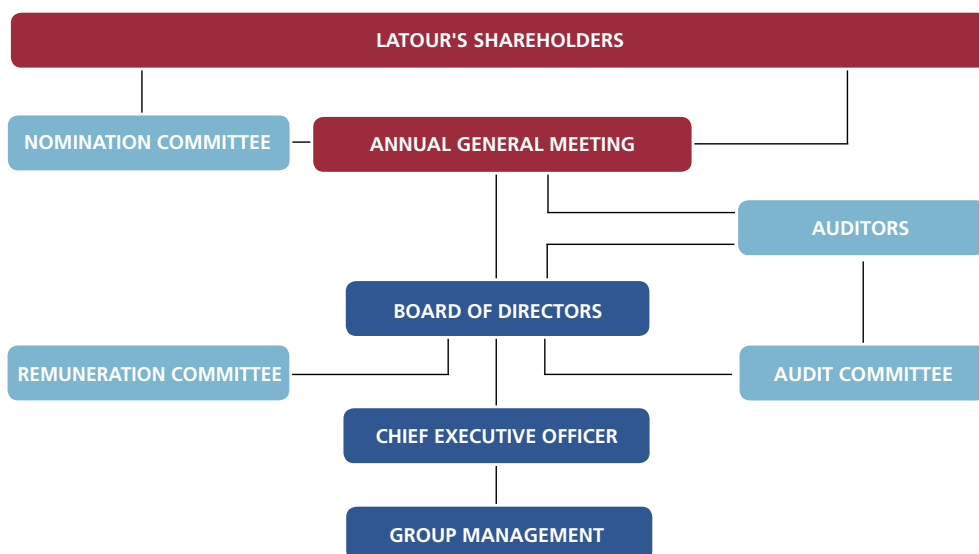 LATOUR'S SHAREHOLDERS
NOMINATION COMMITTEE
ANNUAL GENERAL MEETING
AUDITORS
BOARD OF DIRECTORS
REMUNERATION COMMITTEE
AUDIT COMMITTEE
CHIEF EXECUTIVE OFFICER
GROUP MANAGEMENT